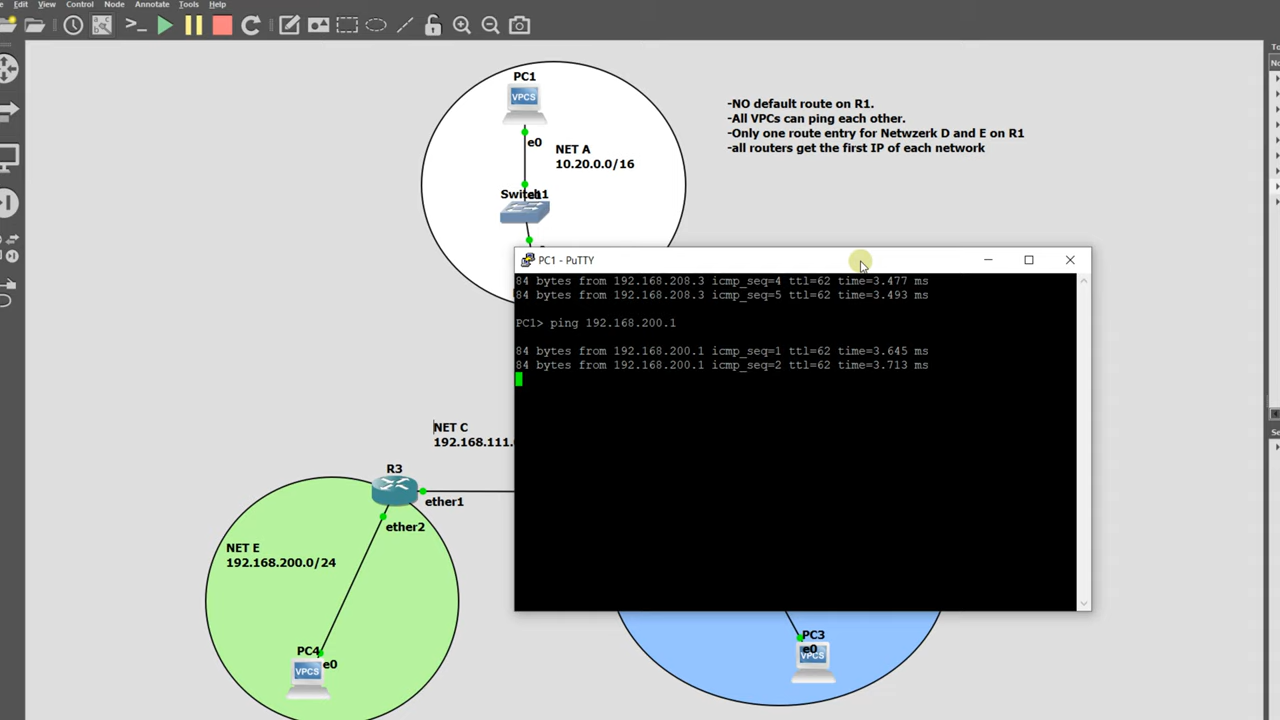 Edit View Control Node Annotate Tools Help
PC1
VPCS
e0
NET A
10.20.0.0/16
Switch1
-NO default route on R1.
-All VPCs can ping each other.
-Only one route entry for Netwzerk D and E on R1
-all routers get the first IP of each network
PC1 - PuTTY
84 bytes from 192.168.208.3 icmp_seq=4 ttl=62 time=3.477 ms
84 bytes from 192.168.208.3 icmp_seq=5 ttl=62 time=3.493 ms
PC1> ping 192.168.200.1
84 bytes from 192.168.200.1 icmp_seq=1 ttl=62 time=3.645 ms
84 bytes from 192.168.200.1 icmp_seq=2 ttl=62 time=3.713 ms
NET C
192.168.111.
R3
ether1
ether2
NET E
192.168.200.0/24
PC4
e0
VPCS
PC3
e0
VPCS